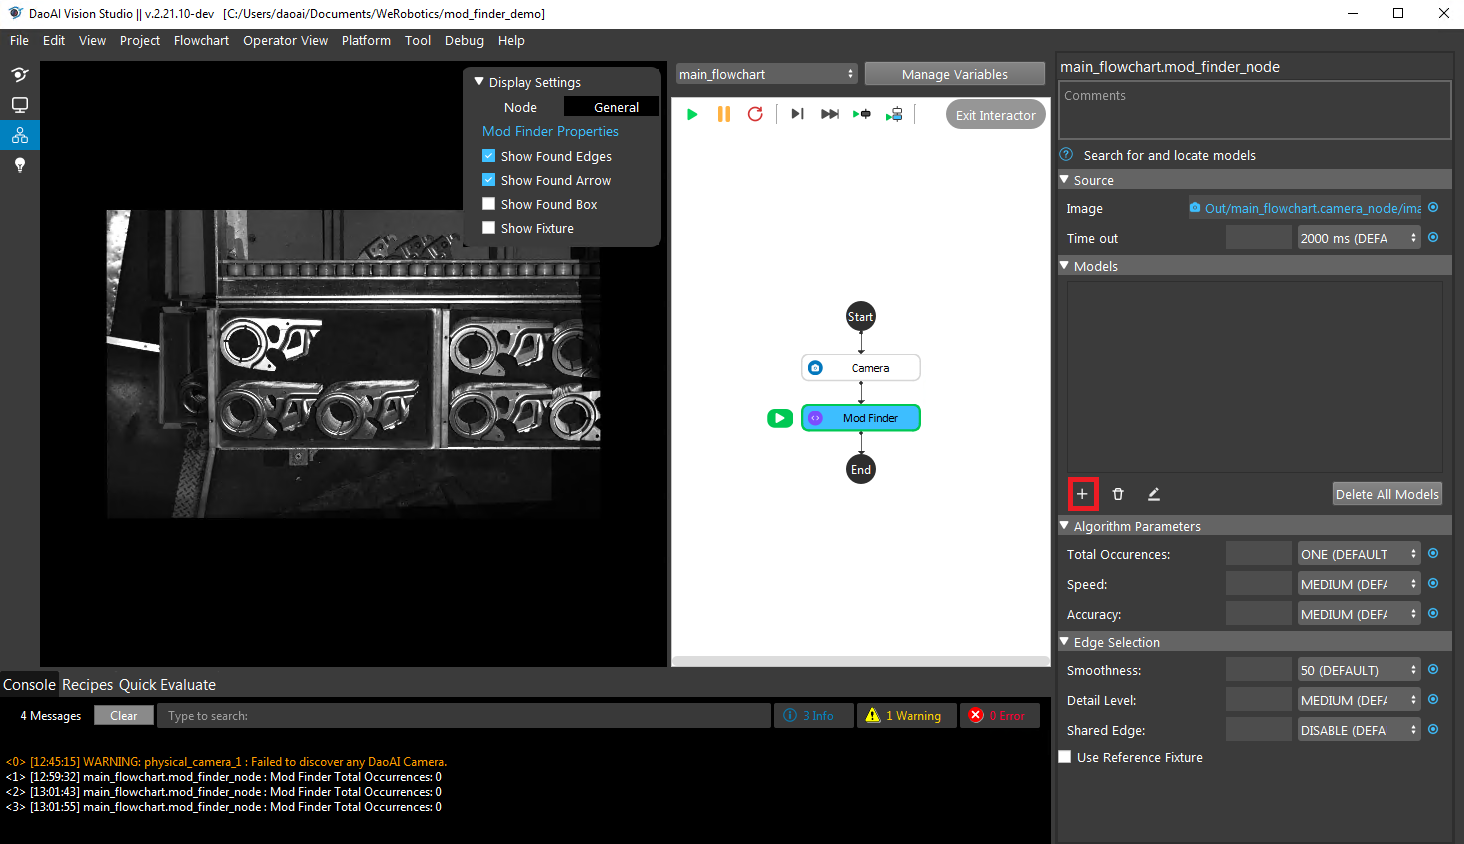 DaoAI Vision Studio || v.2.21.10-dev   [C:/Users/daoai/Documents/WeRobotics/mod_finder_demo]
File Edit View Project Flowchart Operator View Platform Tool Debug Help
Display Settings
Node General
Mod Finder Properties
Show Found Edges
Show Found Arrow
Show Found Box
Show Fixture
main_flowchart Manage Variables
Exit Interactor
Start
Camera
Mod Finder
End
main_flowchart.mod_finder_node
Comments
Search for and locate models
Source
Image Out/main_flowchart.camera_node/ima
Time out 2000 ms (DEFA
Models
Delete All Models
Algorithm Parameters
Total Occurences: ONE (DEFAULT
Speed: MEDIUM (DEFA
Accuracy: MEDIUM (DEFA
Edge Selection
Smoothness: 50 (DEFAULT)
Detail Level: MEDIUM (DEFA
Shared Edge: DISABLE (DEFA
Use Reference Fixture
Console Recipes Quick Evaluate
4 Messages Clear Type to search: 3 Info 1 Warning 0 Error
<0> [12:45:15] WARNING: physical_camera_1 : Failed to discover any DaoAI Camera.
<1> [12:59:32] main_flowchart.mod_finder_node : Mod Finder Total Occurrences: 0
<2> [13:01:43] main_flowchart.mod_finder_node : Mod Finder Total Occurrences: 0
<3> [13:01:55] main_flowchart.mod_finder_node : Mod Finder Total Occurrences: 0